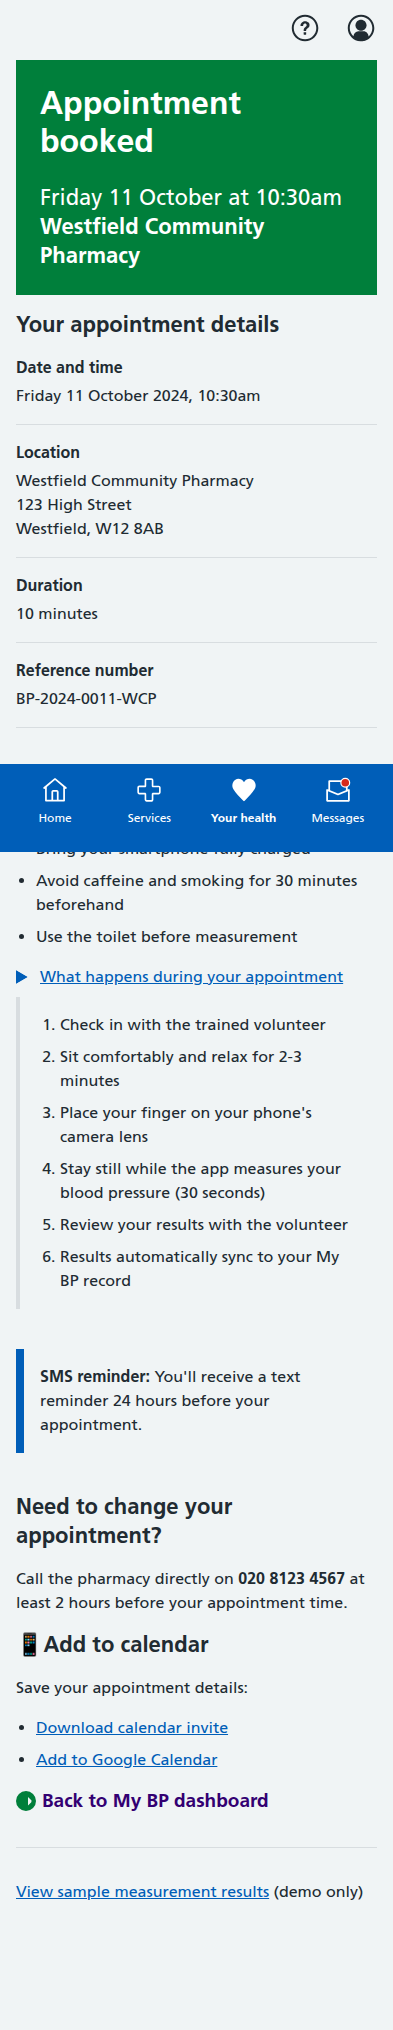 Appointment
booked
Friday 11 October at 10:30am
Westfield Community
Pharmacy
Your appointment details
Date and time
Friday 11 October 2024, 10:30am
Location
Westfield Community Pharmacy
123 High Street
Westfield, W12 8AB
Duration
10 minutes
Reference number
BP-2024-0011-WCP
Home Services Your health Messages
Bring your smartphone fully charged
• Avoid caffeine and smoking for 30 minutes
beforehand
• Use the toilet before measurement
What happens during your appointment
1. Check in with the trained volunteer
2. Sit comfortably and relax for 2-3
minutes
3. Place your finger on your phone's
camera lens
4. Stay still while the app measures your
blood pressure (30 seconds)
5. Review your results with the volunteer
6. Results automatically sync to your My
BP record
SMS reminder: You'll receive a text
reminder 24 hours before your
appointment.
Need to change your
appointment?
Call the pharmacy directly on 020 8123 4567 at
least 2 hours before your appointment time.
📱Add to calendar
Save your appointment details:
• Download calendar invite
• Add to Google Calendar
Back to My BP dashboard
View sample measurement results (demo only)